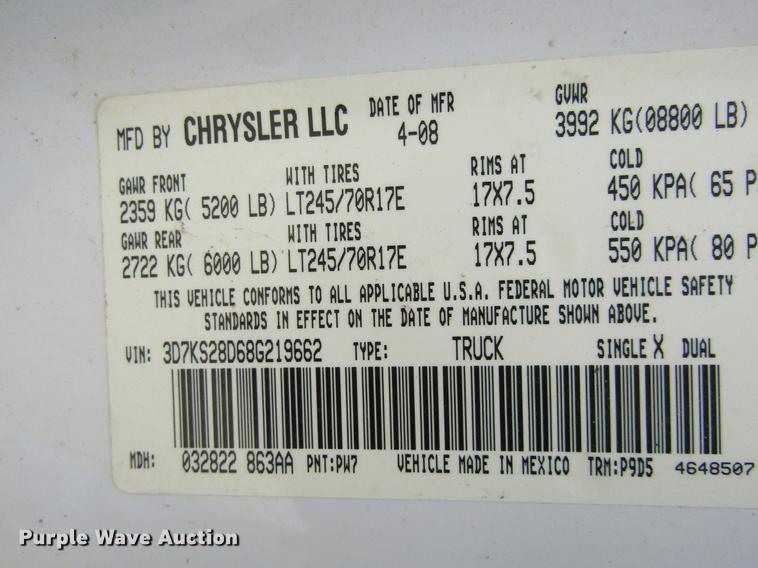 MFD BY CHRYSLER LLC DATE OF MFR 4-08 GVWR 3992 KG(08800 LB)
GAWR FRONT WITH TIRES RIMS AT COLD
2359 KG( 5200 LB) LT245/70R17E 17X7.5 450 KPA( 65 P
GAWR REAR WITH TIRES RIMS AT COLD
2722 KG( 6000 LB) LT245/70R17E 17X7.5 550 KPA( 80 P
THIS VEHICLE CONFORMS TO ALL APPLICABLE U.S.A. FEDERAL MOTOR VEHICLE SAFETY
STANDARDS IN EFFECT ON THE DATE OF MANUFACTURE SHOWN ABOVE.
VIN: 3D7KS28D68G219662 TYPE: TRUCK SINGLE X DUAL
MDH: 032822 863AA PNT:PW7 VEHICLE MADE IN MEXICO TRM:P9D5 4648507
Purple Wave Auction